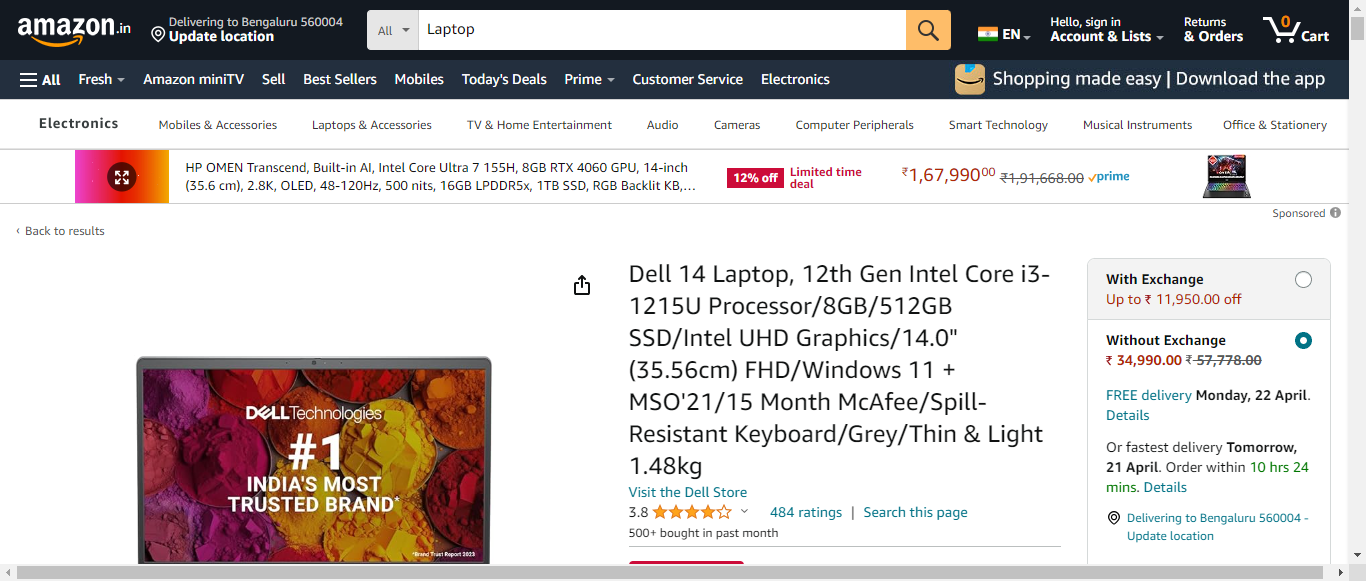 amazon.in
Delivering to Bengaluru 560004
Update location
All
Laptop
EN
Hello, sign in
Account & Lists
Returns
& Orders
0
Cart
All
Fresh
Amazon miniTV
Sell
Best Sellers
Mobiles
Today's Deals
Prime
Customer Service
Electronics
Shopping made easy | Download the app
Electronics
Mobiles & Accessories
Laptops & Accessories
TV & Home Entertainment
Audio
Cameras
Computer Peripherals
Smart Technology
Musical Instruments
Office & Stationery
HP OMEN Transcend, Built-in AI, Intel Core Ultra 7 155H, 8GB RTX 4060 GPU, 14-inch
(35.6 cm), 2.8K, OLED, 48-120Hz, 500 nits, 16GB LPDDR5x, 1TB SSD, RGB Backlit KB,...
12% off
Limited time
deal
₹1,67,99000
₹1,91,668.00
prime
Sponsored
‹ Back to results
Dell 14 Laptop, 12th Gen Intel Core i3-
1215U Processor/8GB/512GB
SSD/Intel UHD Graphics/14.0"
(35.56cm) FHD/Windows 11 +
MSO'21/15 Month McAfee/Spill-
Resistant Keyboard/Grey/Thin & Light
1.48kg
Visit the Dell Store
3.8
484 ratings | Search this page
500+ bought in past month
DELLTechnologies
#1
INDIA'S MOST
TRUSTED BRAND*
*Brand Trust Report 2023
With Exchange
Up to ₹ 11,950.00 off
Without Exchange
₹ 34,990.00 ₹ 57,778.00
FREE delivery Monday, 22 April.
Details
Or fastest delivery Tomorrow,
21 April. Order within 10 hrs 24
mins. Details
Delivering to Bengaluru 560004 -
Update location